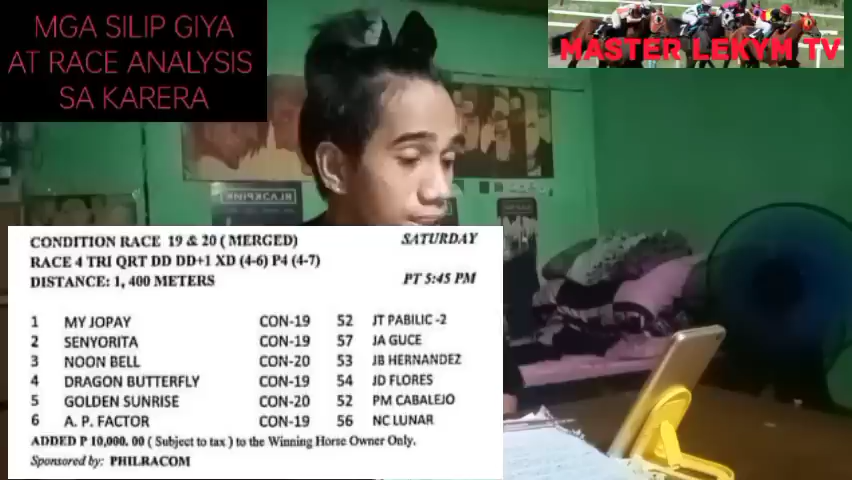 MGA SILIP GIYA
AT RACE ANALYSIS
SA KARERA
MASTER LEKYM TV
BLACKPINK
CONDITION RACE 19 & 20 ( MERGED) SATURDAY
RACE 4 TRI QRT DD DD+1 XD (4-6) P4 (4-7)
DISTANCE: 1, 400 METERS PT 5:45 PM
1 MY JOPAY CON-19 52 JT PABILIC -2
2 SENYORITA CON-19 57 JA GUCE
3 NOON BELL CON-20 53 JB HERNANDEZ
4 DRAGON BUTTERFLY CON-19 54 JD FLORES
5 GOLDEN SUNRISE CON-20 52 PM CABALEJO
6 A. P. FACTOR CON-19 56 NC LUNAR
ADDED P 10,000. 00 ( Subject to tax ) to the Winning Horse Owner Only.
Sponsored by: PHILRACOM